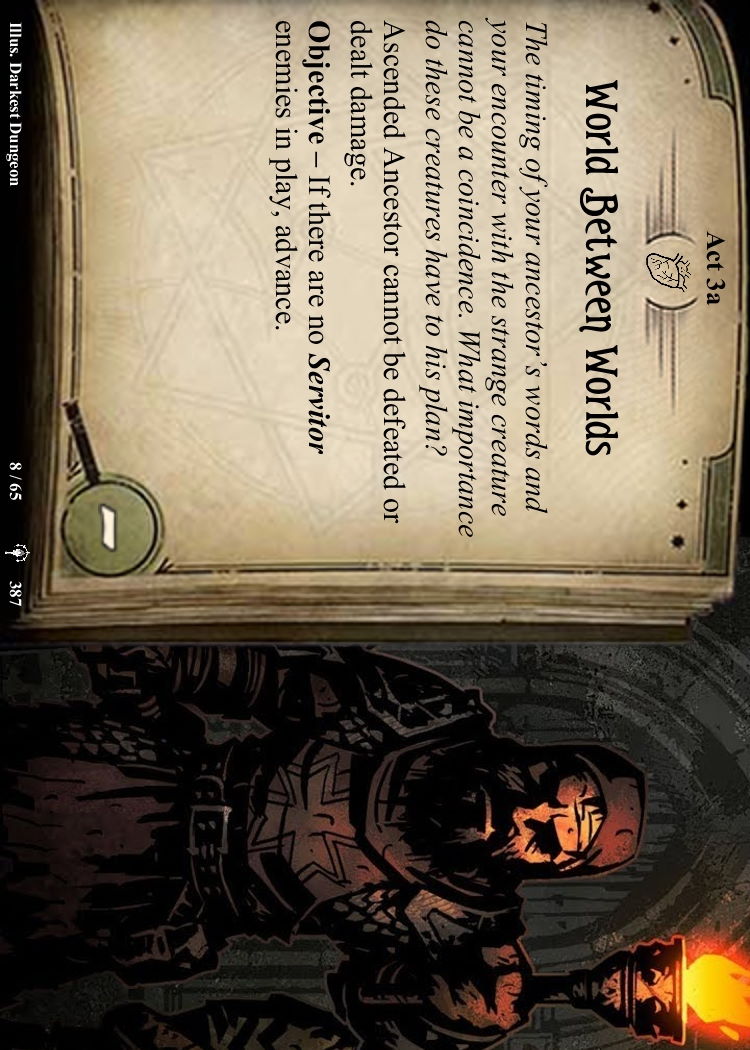 Act 3a
World Between Worlds
The timing of your ancestor's words and
your encounter with the strange creature
cannot be a coincidence. What importance
do these creatures have to his plan?
Ascended Ancestor cannot be defeated or
dealt damage.
Objective – If there are no Servitor
enemies in play, advance.
–
Illus. Darkest Dungeon
8 / 65
387